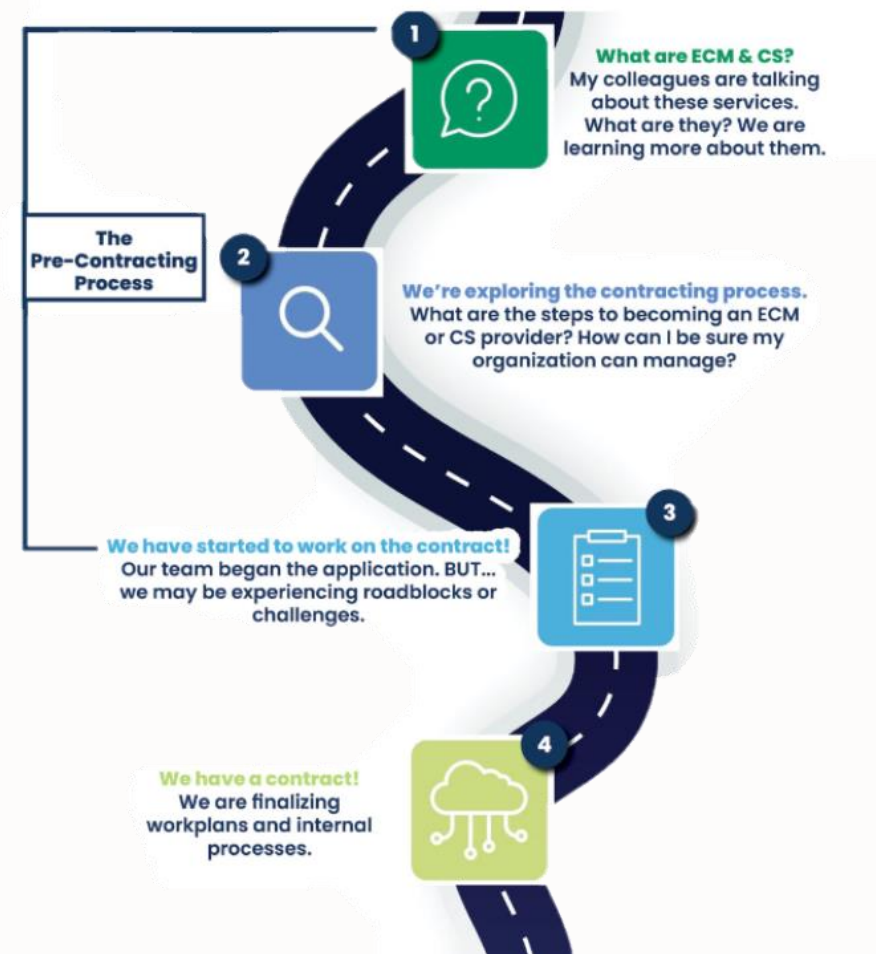 1
What are ECM & CS?
My colleagues are talking
about these services.
What are they? We are
learning more about them.
The
Pre-Contracting
Process
2
We're exploring the contracting process.
What are the steps to becoming an ECM
or CS provider? How can I be sure my
organization can manage?
3
We have started to work on the contract!
Our team began the application. BUT...
we may be experiencing roadblocks or
challenges.
4
We have a contract!
We are finalizing
workplans and internal
processes.